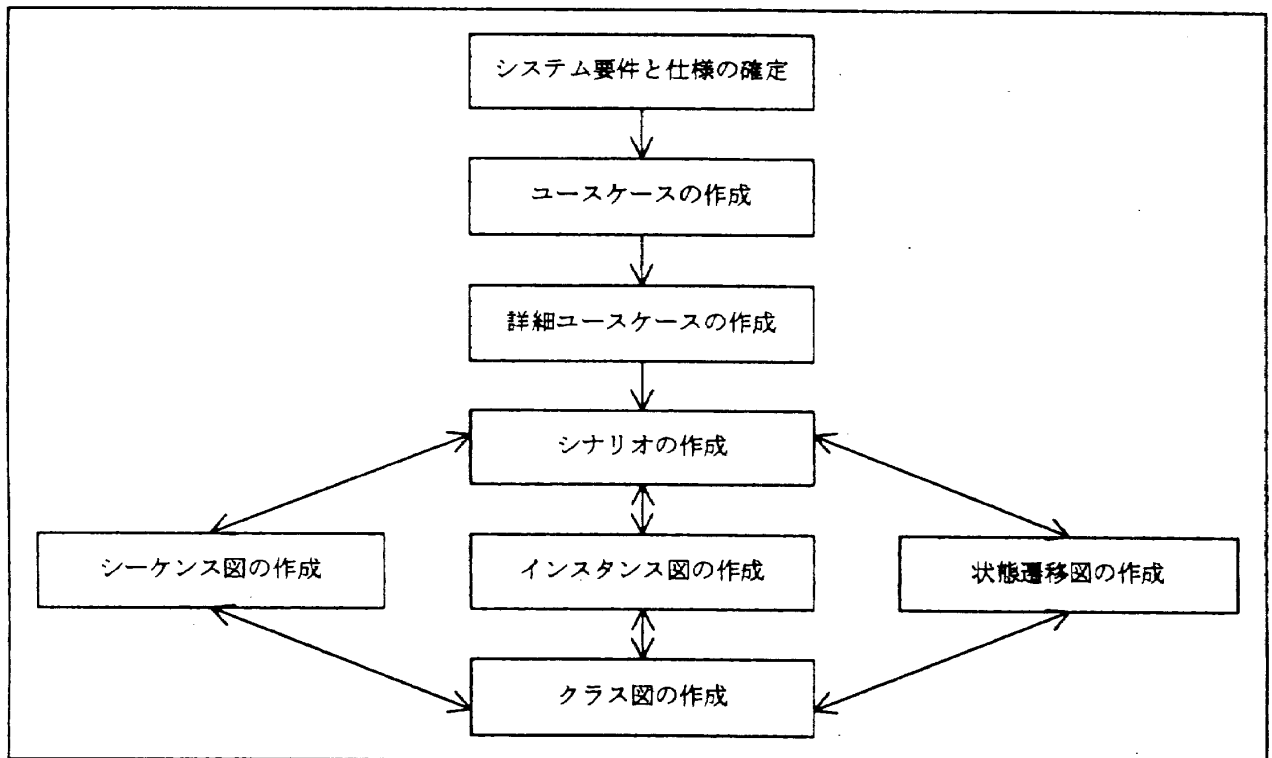 システム要件と仕様の確定
ユースケースの作成
詳細ユースケースの作成
シナリオの作成
シーケンス図の作成
インスタンス図の作成
状態遷移図の作成
クラス図の作成